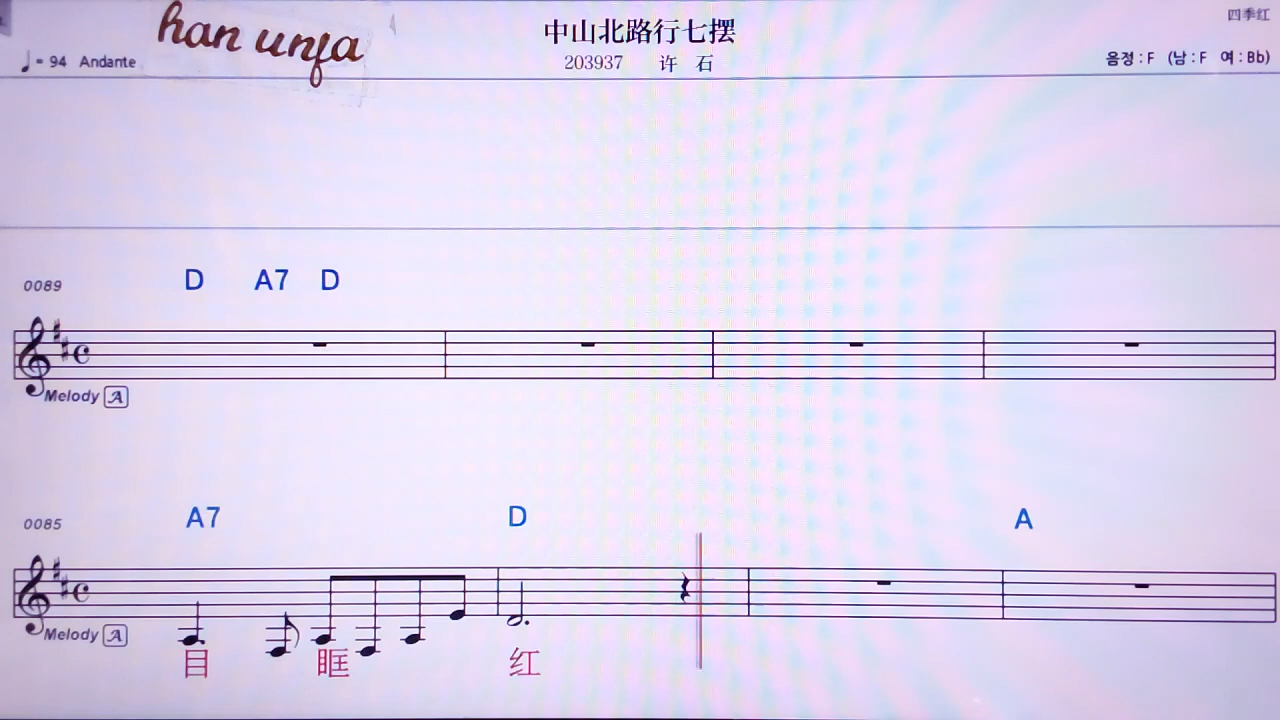 han unfa
中山北路行七摆
四季红
♩= 94 Andante
203937 许 石
음정 : F (남 : F 여 : Bb)
0089 D A7 D
Melody A
0085 A7 D A
Melody A
目 眶 红